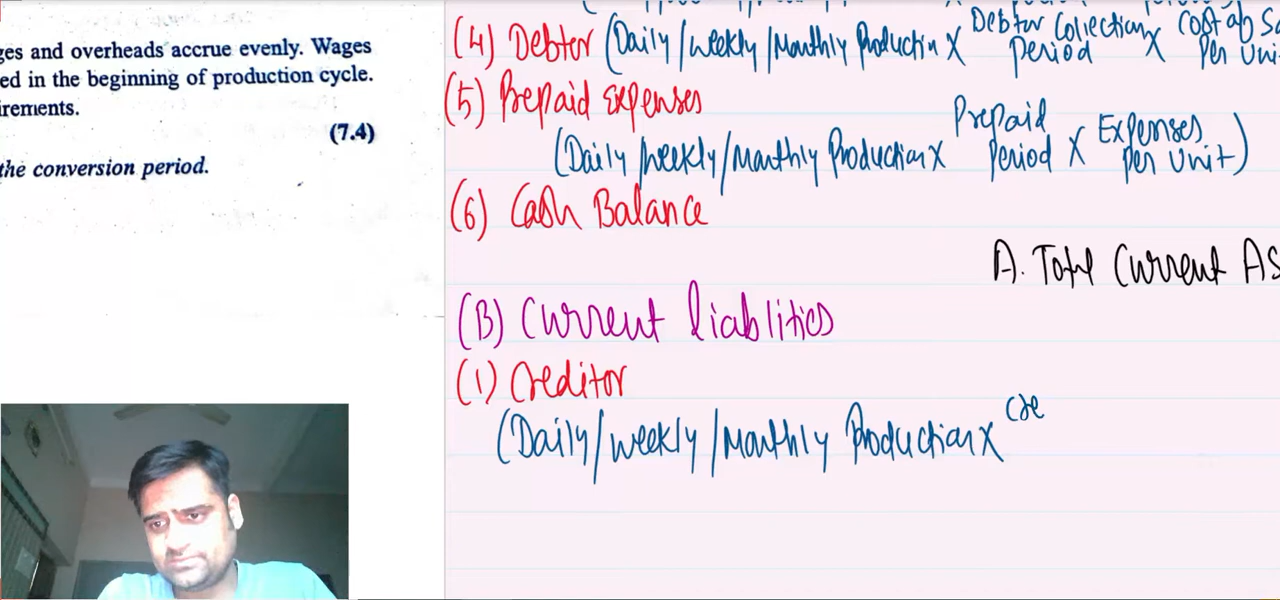 ges and overheads accrue evenly. Wages
ed in the beginning of production cycle.
irements.
(7.4)
the conversion period.
(4) Debtor (Daily/weekly/Monthly Productin X Debtor Collection Period X Cost of Sa Per Uni
(5) Prepaid Expenses
(Daily/weekly/Monthly Production X Prepaid Period X Expenses Per Unit)
(6) Cash Balance
A. Total Current As
(B) Current liablities
(1) Creditor
(Daily/weekly/Monthly Production X Cre